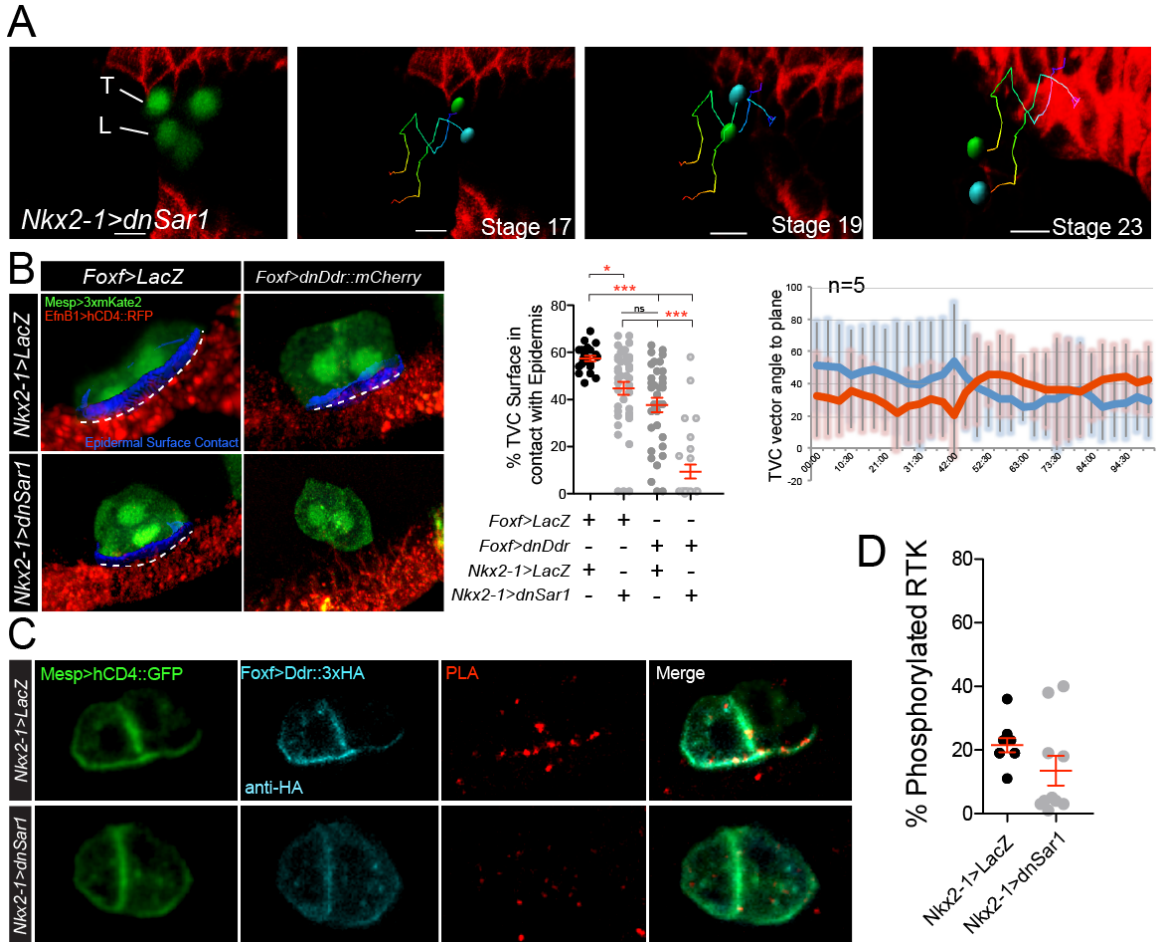 A
T
L
Nkx2-1>dnSar1
Stage 17
Stage 19
Stage 23
B
Foxf>LacZ
Foxf>dnDdr::mCherry
Nkx2-1>LacZ
Nkx2-1>dnSar1
Mesp>3xmKate2
EfnB1>hCD4::RFP
Epidermal Surface Contact
% TVC Surface in
contact with Epidermis
80
60
40
20
0
*
***
ns
***
Foxf>LacZ + + - -
Foxf>dnDdr - - + +
Nkx2-1>LacZ + - + -
Nkx2-1>dnSar1 - + - +
n=5
TVC vector angle to plane
100
80
60
40
20
0
-20
00:00
10:30
21:00
31:30
42:00
52:30
63:00
73:30
84:00
94:30
C
Mesp>hCD4::GFP
Foxf>Ddr::3xHA
PLA
Merge
anti-HA
Nkx2-1>LacZ
Nkx2-1>dnSar1
D
% Phosphorylated RTK
80
60
40
20
0
Nkx2-1>LacZ
Nkx2-1>dnSar1